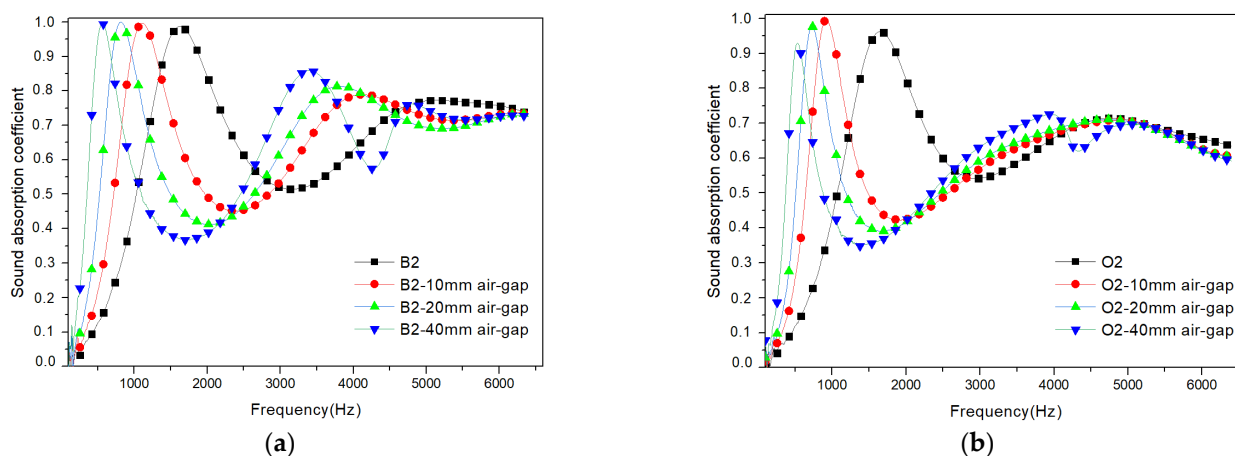 1.0
0.9
0.8
0.7
0.6
0.5
0.4
0.3
0.2
0.1
0.0
Sound absorption coefficient
B2
B2-10mm air-gap
B2-20mm air-gap
B2-40mm air-gap
1000 2000 3000 4000 5000 6000
Frequency(Hz)
(a)
1.0
0.9
0.8
0.7
0.6
0.5
0.4
0.3
0.2
0.1
0.0
Sound absorption coefficient
O2
O2-10mm air-gap
O2-20mm air-gap
O2-40mm air-gap
1000 2000 3000 4000 5000 6000
Frequency(Hz)
(b)